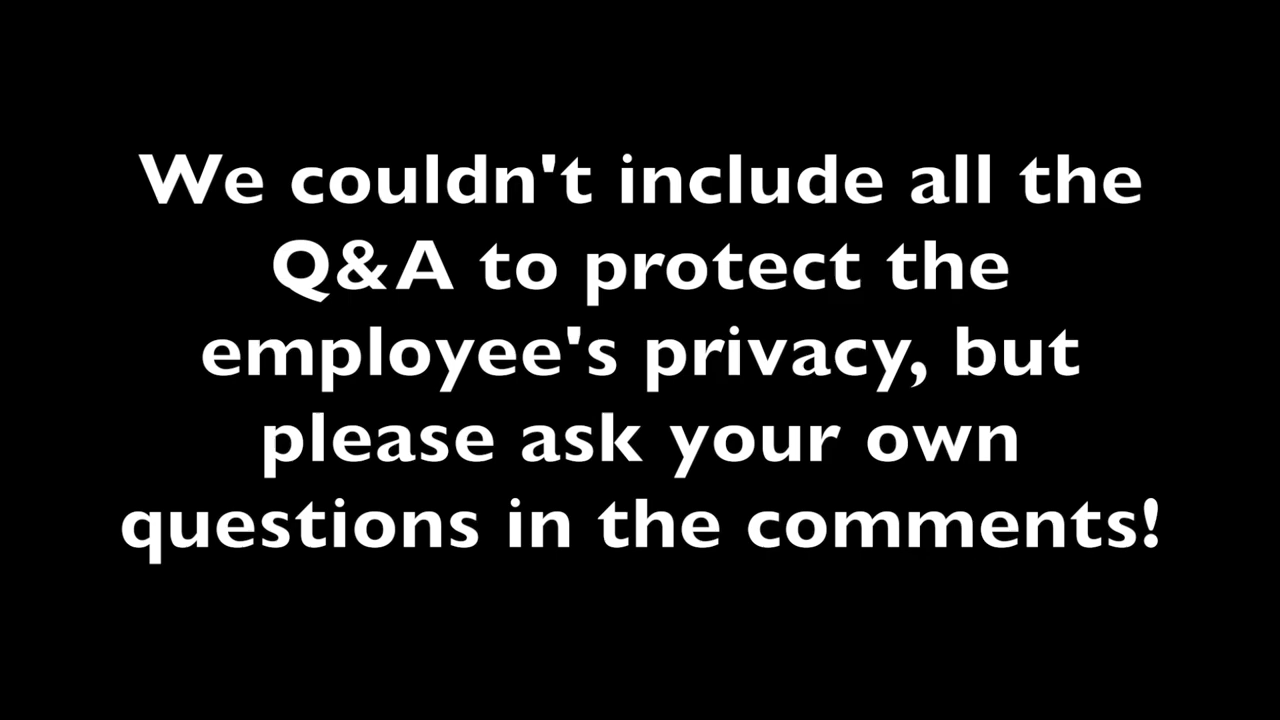 We couldn't include all the
Q&A to protect the
employee's privacy, but
please ask your own
questions in the comments!